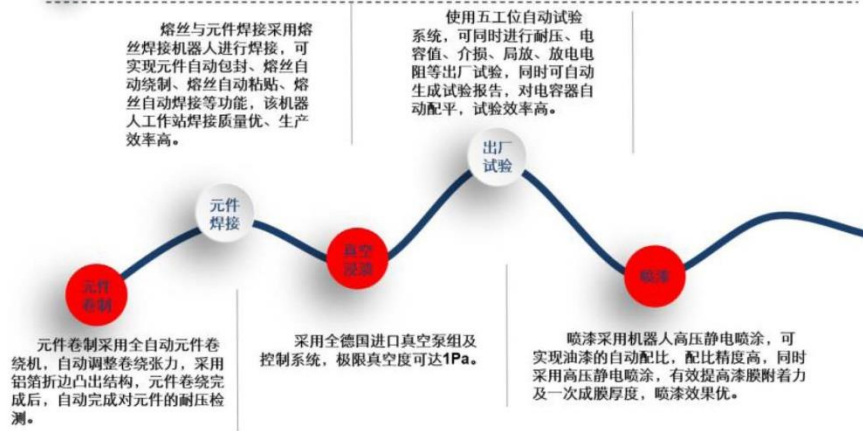 熔丝与元件焊接采用熔
丝焊接机器人进行焊接，可
实现元件自动包封、熔丝自
动绕制、熔丝自动粘贴、熔
丝自动焊接等功能，该机器
人工作站焊接质量优、生产
效率高。
使用五工位自动试验
系统，可同时进行耐压、电
容值、介损、局放、放电电
阻等出厂试验，同时可自动
生成试验报告，对电容器自
动配平，试验效率高。
出厂
试验
元件
焊接
真空
浸渍
元件
卷制
喷漆
元件卷制采用全自动元件卷
绕机，自动调整卷绕张力，采用
铝箔折边凸出结构，元件卷绕完
成后，自动完成对元件的耐压检
测。
采用全德国进口真空泵组及
控制系统，极限真空度可达1Pa。
喷漆采用机器人高压静电喷涂，可
实现油漆的自动配比，配比精度高，同时
采用高压静电喷涂，有效提高漆膜附着力
及一次成膜厚度，喷漆效果优。